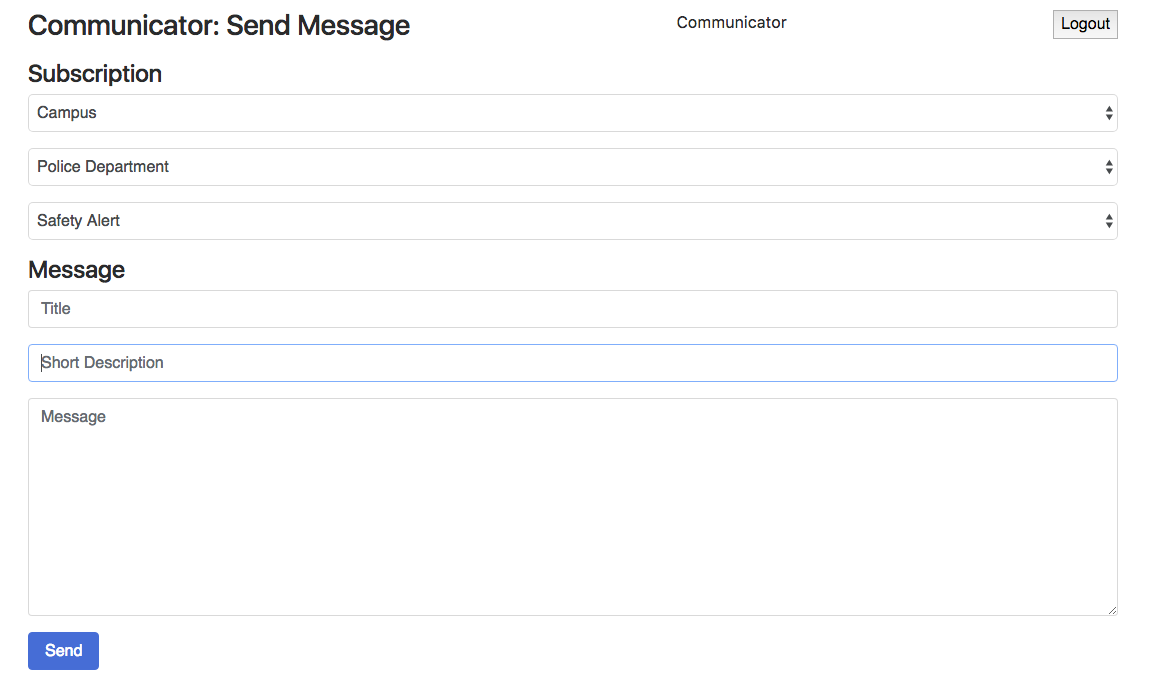 Communicator: Send Message
Communicator
Logout
Subscription
Campus
Police Department
Safety Alert
Message
Title
Short Description
Message
Send